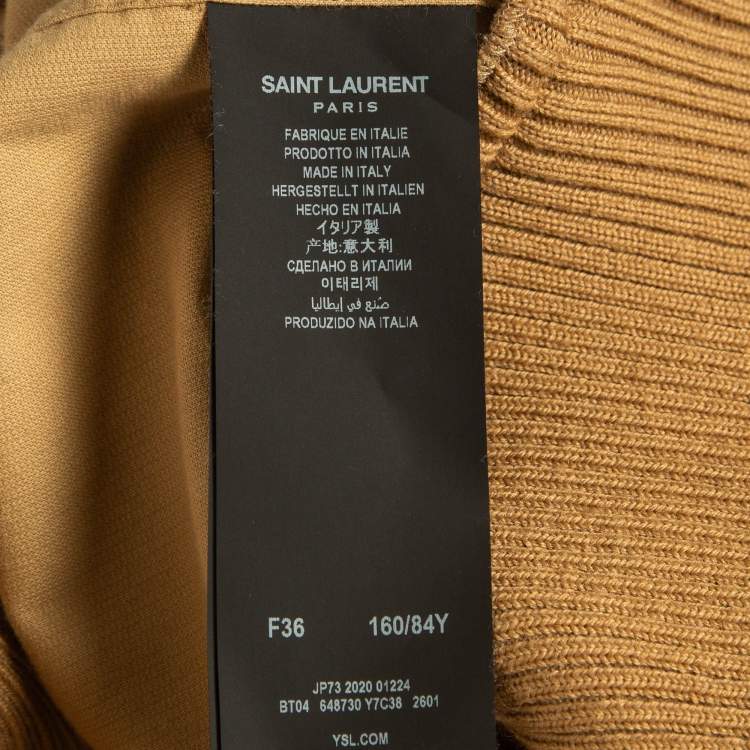 SAINT LAURENT
PARIS
FABRIQUE EN ITALIE
PRODOTTO IN ITALIA
MADE IN ITALY
HERGESTELLT IN ITALIEN
HECHO EN ITALIA
イタリア製
产地:意大利
СДЕЛАНО В ИТАЛИИ
이태리제
صُنع في إيطاليا
PRODUZIDO NA ITALIA
F36 160/84Y
JP73 2020 01224
BT04 648730 Y7C38 2601
YSL.COM